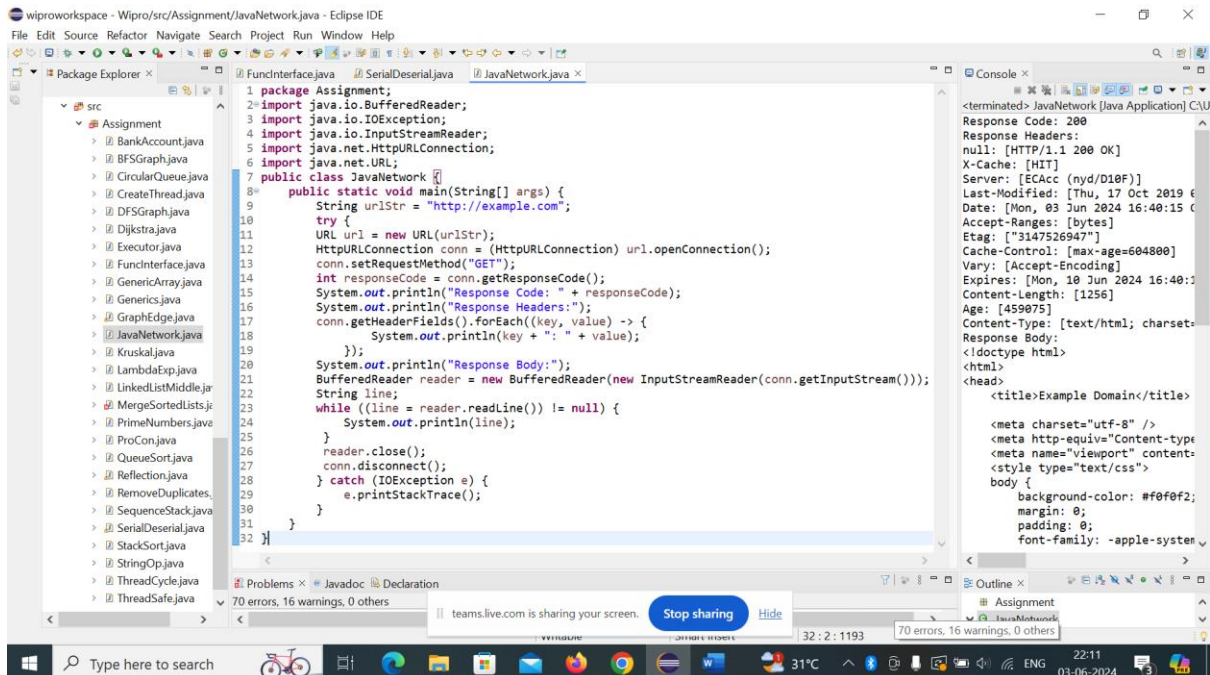 wiproworkspace - Wipro/src/Assignment/JavaNetwork.java - Eclipse IDE
File Edit Source Refactor Navigate Search Project Run Window Help
Package Explorer
src
Assignment
BankAccount.java
BFSGraph.java
CircularQueue.java
CreateThread.java
DFSGraph.java
Dijkstra.java
Executor.java
FuncInterface.java
GenericArray.java
Generics.java
GraphEdge.java
JavaNetwork.java
Kruskal.java
LambdaExp.java
LinkedListMiddle.jav
MergeSortedLists.ja
PrimeNumbers.java
ProCon.java
QueueSort.java
Reflection.java
RemoveDuplicates.
SequenceStack.java
SerialDeserial.java
StackSort.java
StringOp.java
ThreadCycle.java
ThreadSafe.java
FuncInterface.java SerialDeserial.java JavaNetwork.java
1 package Assignment;
2 import java.io.BufferedReader;
3 import java.io.IOException;
4 import java.io.InputStreamReader;
5 import java.net.HttpURLConnection;
6 import java.net.URL;
7 public class JavaNetwork {
8 public static void main(String[] args) {
9 String urlStr = "http://example.com";
10 try {
11 URL url = new URL(urlStr);
12 HttpURLConnection conn = (HttpURLConnection) url.openConnection();
13 conn.setRequestMethod("GET");
14 int responseCode = conn.getResponseCode();
15 System.out.println("Response Code: " + responseCode);
16 System.out.println("Response Headers:");
17 conn.getHeaderFields().forEach((key, value) -> {
18 System.out.println(key + ": " + value);
19 });
20 System.out.println("Response Body:");
21 BufferedReader reader = new BufferedReader(new InputStreamReader(conn.getInputStream()));
22 String line;
23 while ((line = reader.readLine()) != null) {
24 System.out.println(line);
25 }
26 reader.close();
27 conn.disconnect();
28 } catch (IOException e) {
29 e.printStackTrace();
30 }
31 }
32 }
Console
<terminated> JavaNetwork [Java Application] C:\U
Response Code: 200
Response Headers:
null: [HTTP/1.1 200 OK]
X-Cache: [HIT]
Server: [ECAcc (nyd/D10F)]
Last-Modified: [Thu, 17 Oct 2019
Date: [Mon, 03 Jun 2024 16:40:15
Accept-Ranges: [bytes]
Etag: ["3147526947"]
Cache-Control: [max-age=604800]
Vary: [Accept-Encoding]
Expires: [Mon, 10 Jun 2024 16:40:1
Content-Length: [1256]
Age: [459075]
Content-Type: [text/html; charset=
Response Body:
<!doctype html>
<html>
<head>
<title>Example Domain</title>
<meta charset="utf-8" />
<meta http-equiv="Content-type
<meta name="viewport" content=
<style type="text/css">
body {
background-color: #f0f0f2;
margin: 0;
padding: 0;
font-family: -apple-system
Problems Javadoc Declaration
70 errors, 16 warnings, 0 others
Outline
Assignment
JavaNetwork
teams.live.com is sharing your screen. Stop sharing Hide
70 errors, 16 warnings, 0 others
Writable Smart Insert 32 : 2 : 1193
Type here to search
31°C ENG 22:11
03-06-2024